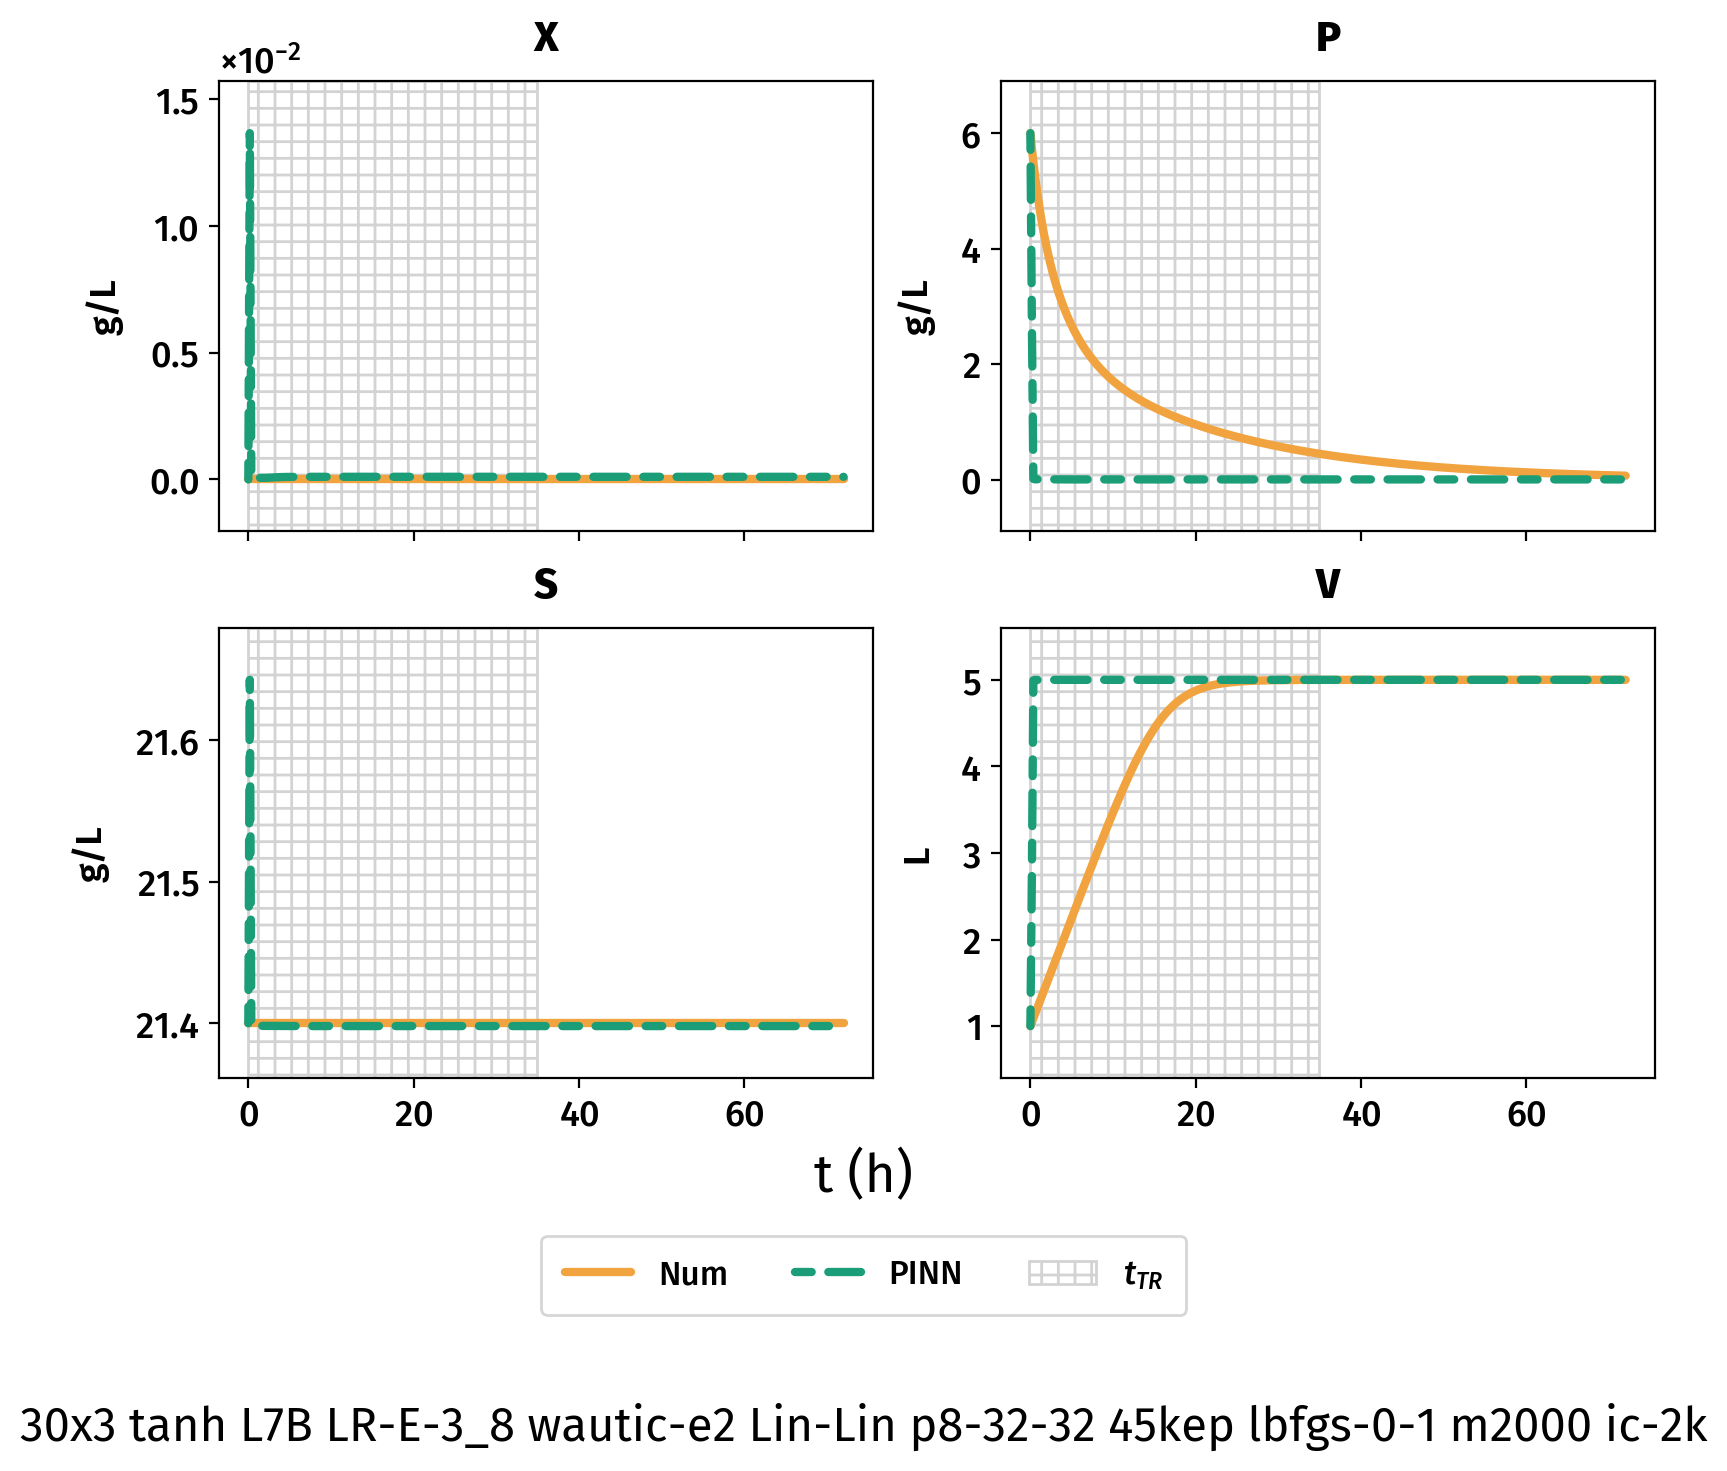 X
×10⁻²
1.5
1.0
0.5
0.0
g/L
P
6
4
2
0
g/L
S
21.6
21.5
21.4
g/L
0 20 40 60
V
5
4
3
2
1
L
0 20 40 60
t (h)
Num PINN t_TR
30x3 tanh L7B LR-E-3_8 wautic-e2 Lin-Lin p8-32-32 45kep lbfgs-0-1 m2000 ic-2k